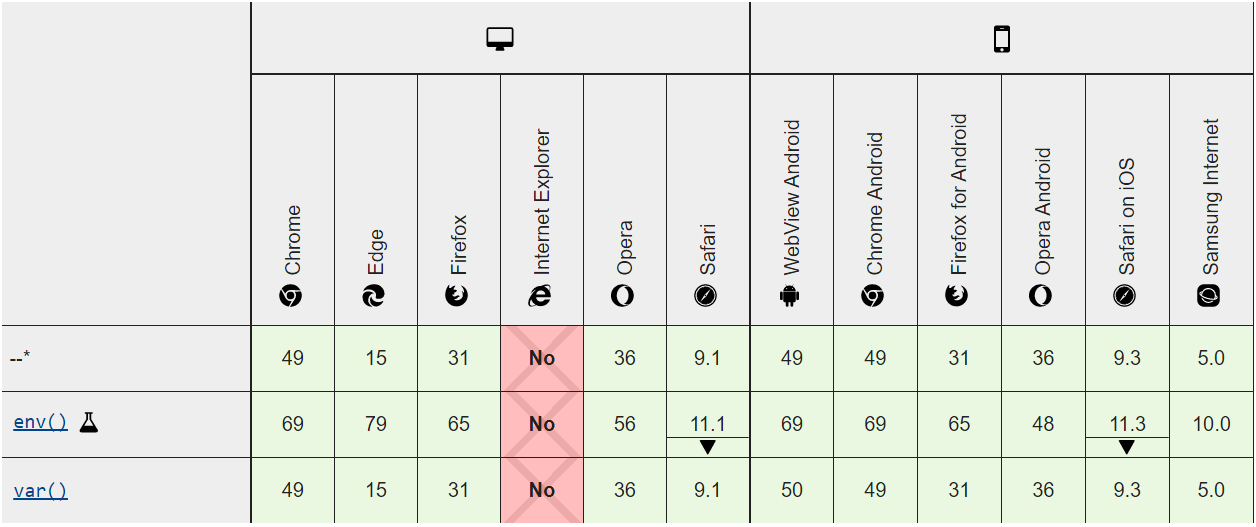 Chrome
Edge
Firefox
Internet Explorer
Opera
Safari
WebView Android
Chrome Android
Firefox for Android
Opera Android
Safari on iOS
Samsung Internet
--* 49 15 31 No 36 9.1 49 49 31 36 9.3 5.0
env() 69 79 65 No 56 11.1 69 69 65 48 11.3 10.0
var() 49 15 31 No 36 9.1 50 49 31 36 9.3 5.0